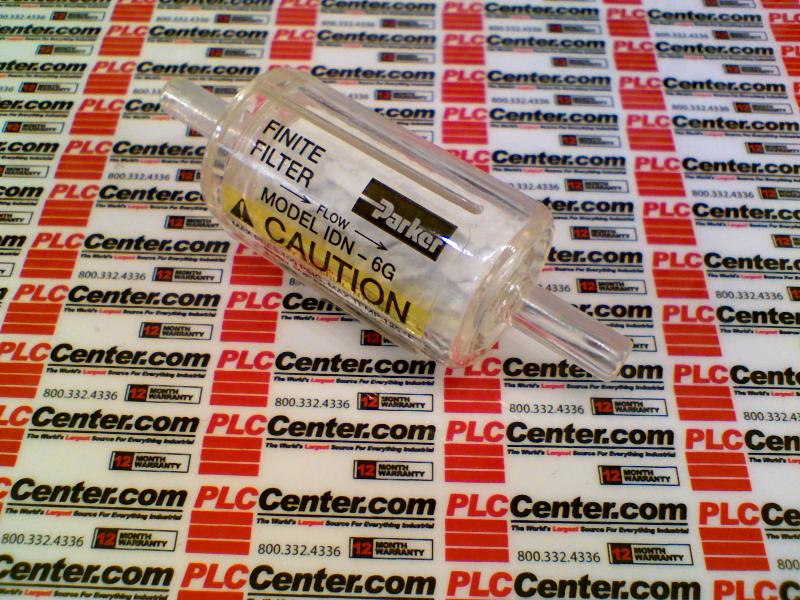 FINITE
FILTER
→ FLOW →
MODEL IDN - 6G
Parker
CAUTION
PLCCenter.com
The World's Largest Source For Everything Industrial
800.332.4336
12 MONTH
WARRANTY